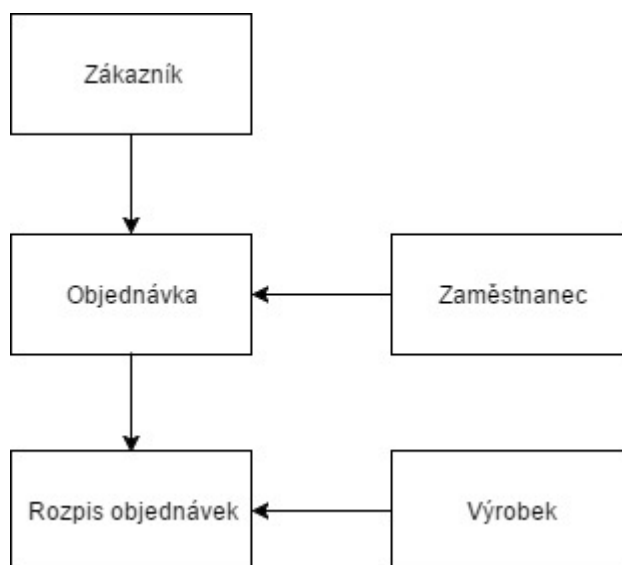 Zákazník
Objednávka
Zaměstnanec
Rozpis objednávek
Výrobek